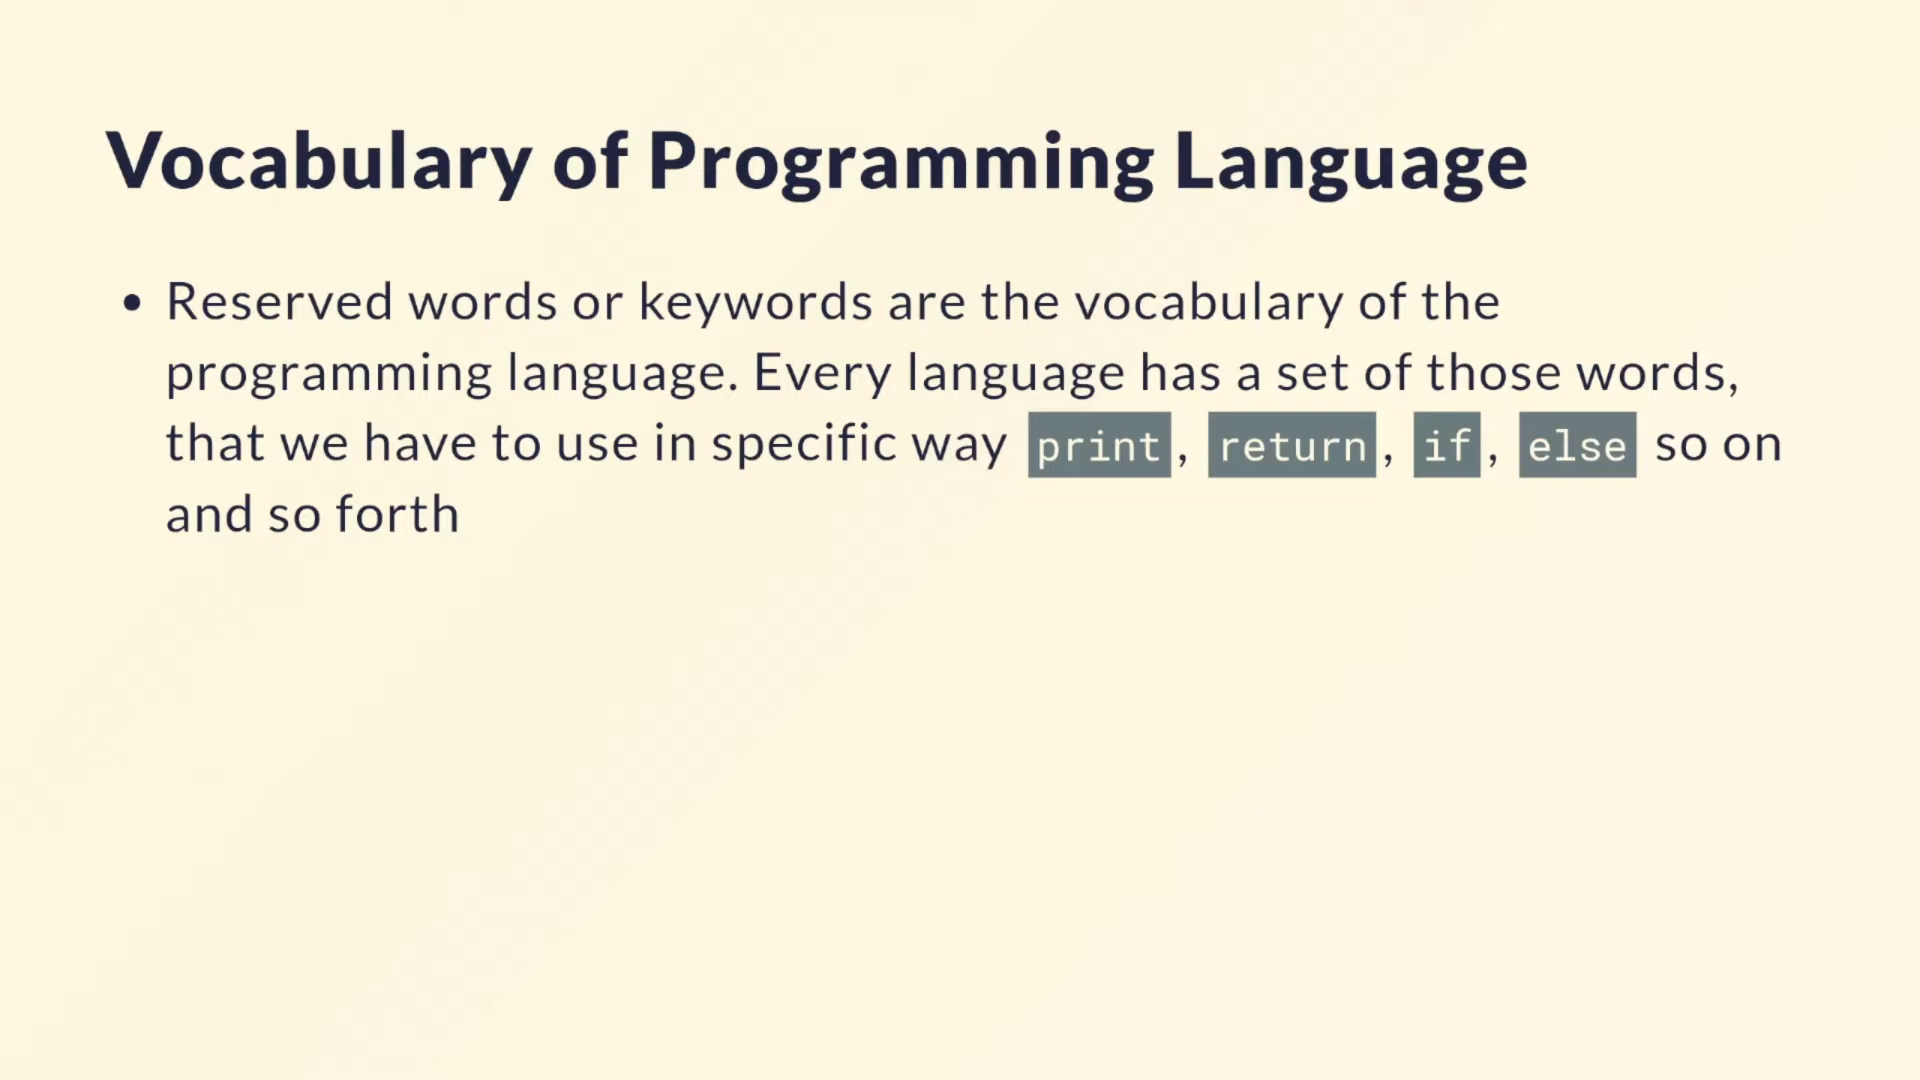 Vocabulary of Programming Language
• Reserved words or keywords are the vocabulary of the
programming language. Every language has a set of those words,
that we have to use in specific way print, return, if, else so on
and so forth